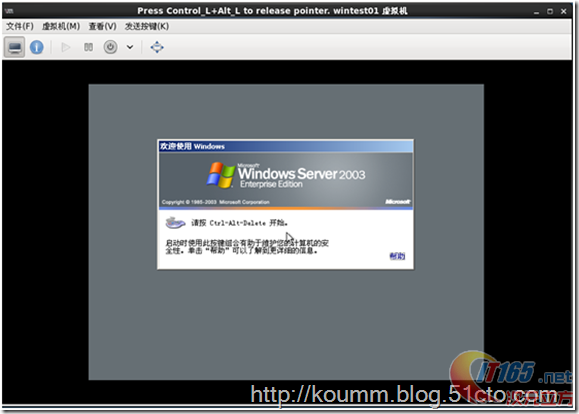 Press Control_L+Alt_L to release pointer. wintest01 虚拟机
文件(F) 虚拟机(M) 查看(V) 发送按键(K)
欢迎使用 Windows
Microsoft
Windows Server 2003
Enterprise Edition
Copyright © 1985-2003 Microsoft Corporation
Microsoft
请按 Ctrl-Alt-Delete 开始。
启动时使用此按键组合有助于维护您的计算机的安
全性。单击“帮助”可以了解到更详细的信息。
帮助
IT165.net
http://koumm.blog.51cto.com